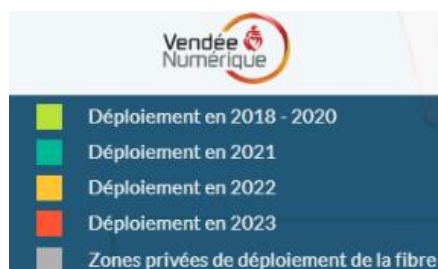 Vendée
Numérique
Déploiement en 2018 - 2020
Déploiement en 2021
Déploiement en 2022
Déploiement en 2023
Zones privées de déploiement de la fibre